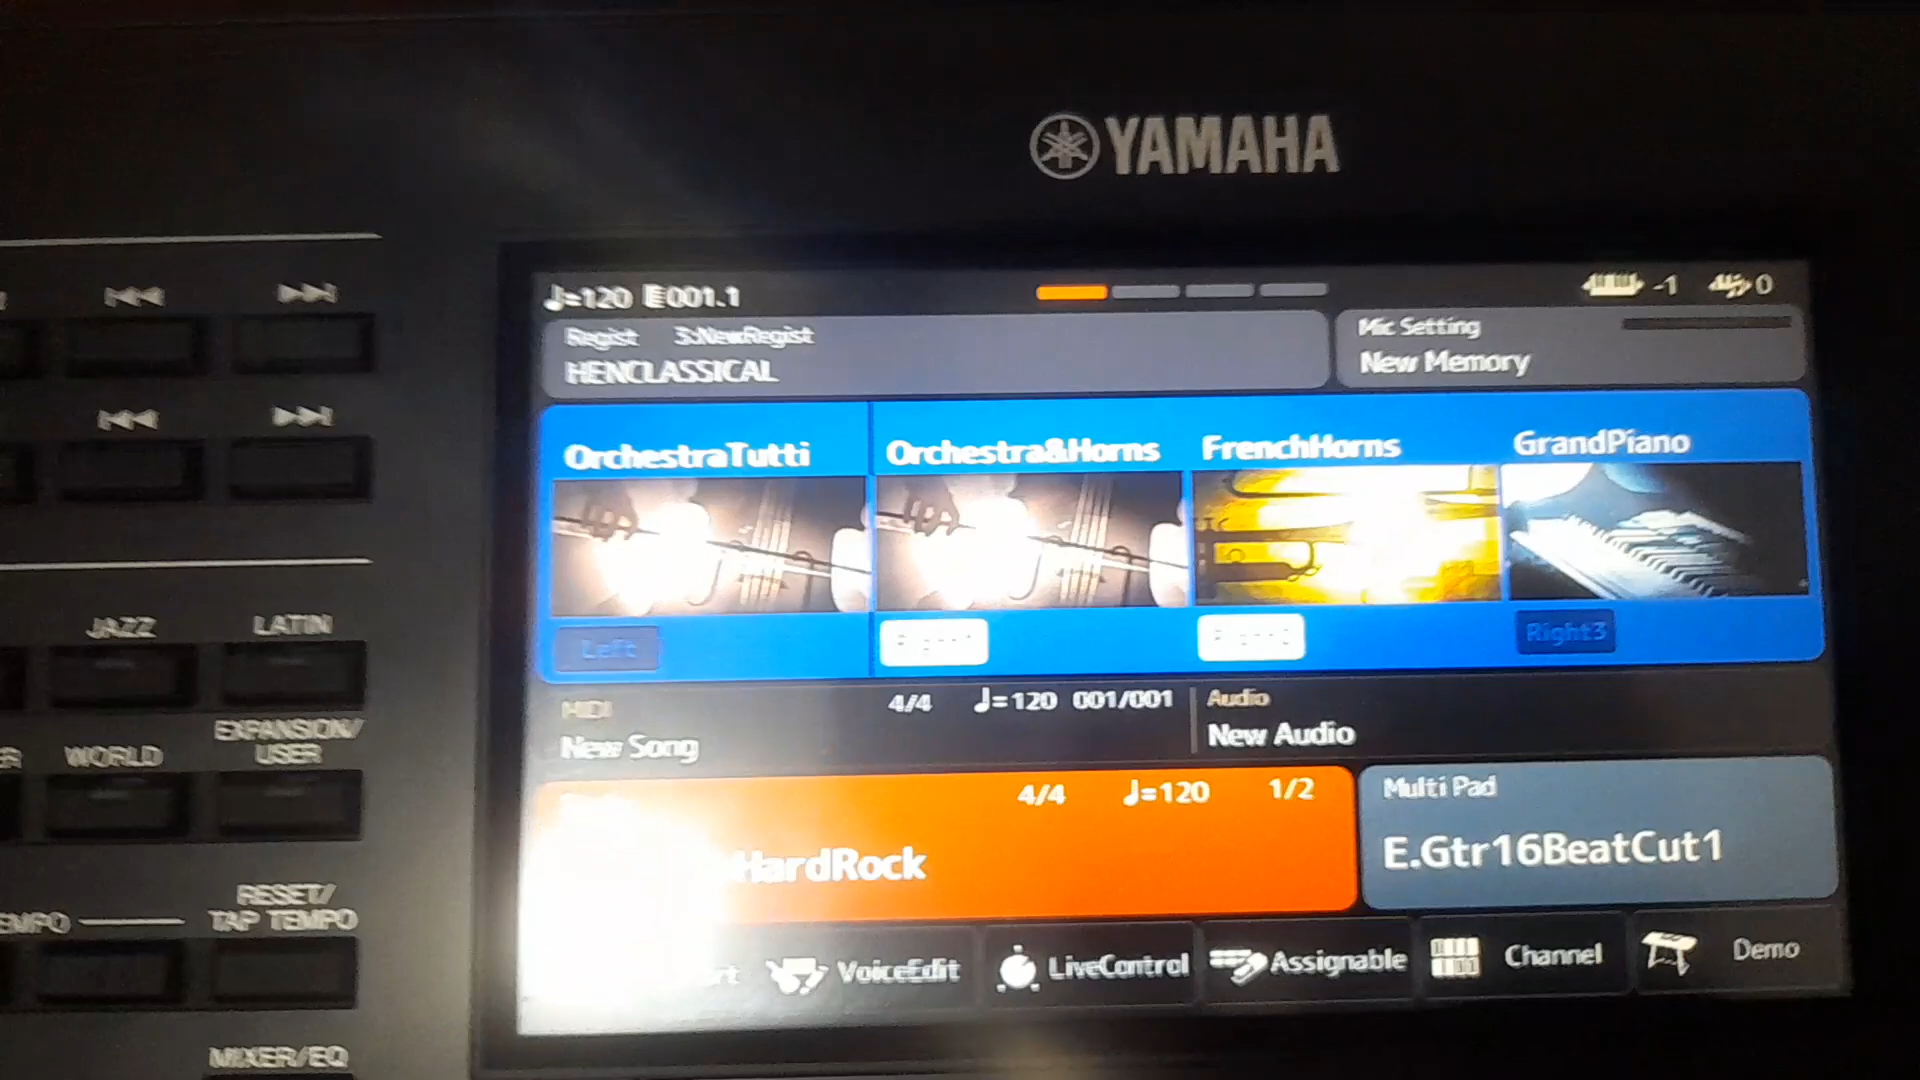 YAMAHA
♩=120 001.1
-1 0
Regist 3:NewRegist
HENCLASSICAL
Mic Setting
New Memory
OrchestraTutti Orchestra&Horns FrenchHorns GrandPiano
Left Right3
MIDI 4/4 ♩=120 001/001
New Song
Audio
New Audio
4/4 ♩=120 1/2
HardRock
Multi Pad
E.Gtr16BeatCut1
VoiceEdit LiveControl Assignable Channel Demo
JAZZ LATIN
WORLD EXPANSION/
USER
RESET/
TAP TEMPO
MIXER/EQ